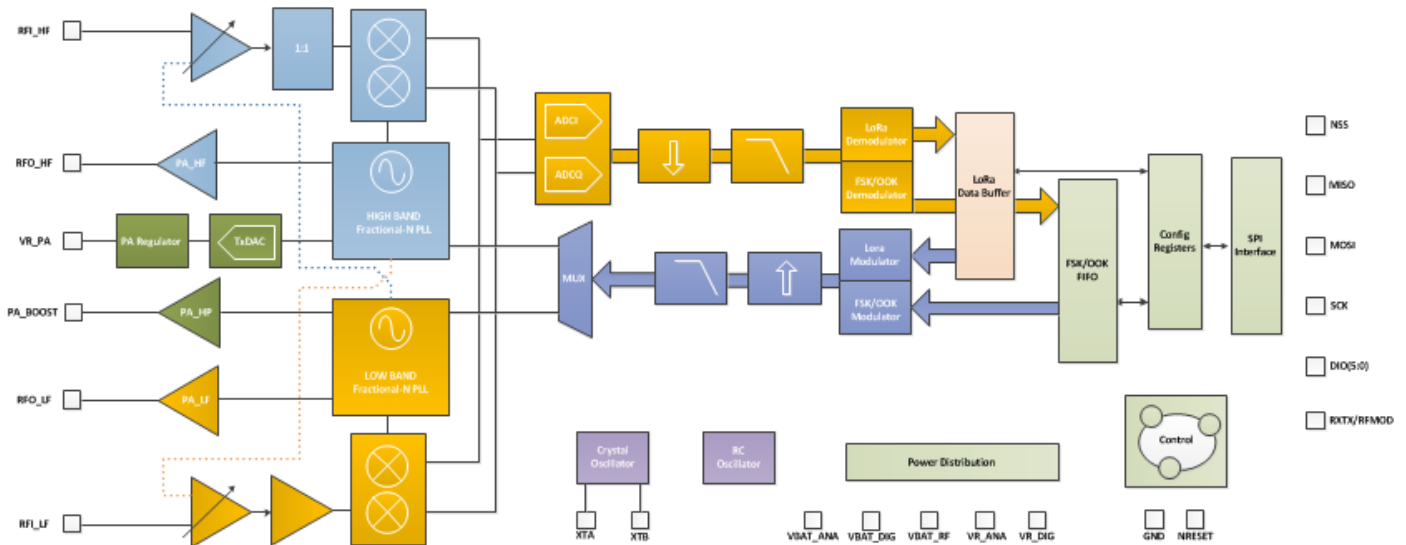 RFI_HF
1:1
RFO_HF
PA_HF
HIGH BAND
Fractional-N PLL
VR_PA
PA Regulator
TxDAC
PA_BOOST
PA_HP
LOW BAND
Fractional-N PLL
RFO_LF
PA_LF
RFI_LF
ADCI
ADCQ
LoRa
Demodulator
FSK/OOK
Demodulator
MUX
Lora
Modulator
FSK/OOK
Modulator
LoRa
Data Buffer
FSK/OOK
FIFO
Config
Registers
SPI
Interface
NSS
MISO
MOSI
SCK
DIO(5:0)
RXTX/RFMOD
Crystal
Oscillator
RC
Oscillator
Power Distribution
Control
XTA
XTB
VBAT_ANA
VBAT_DIG
VBAT_RF
VR_ANA
VR_DIG
GND
NRESET